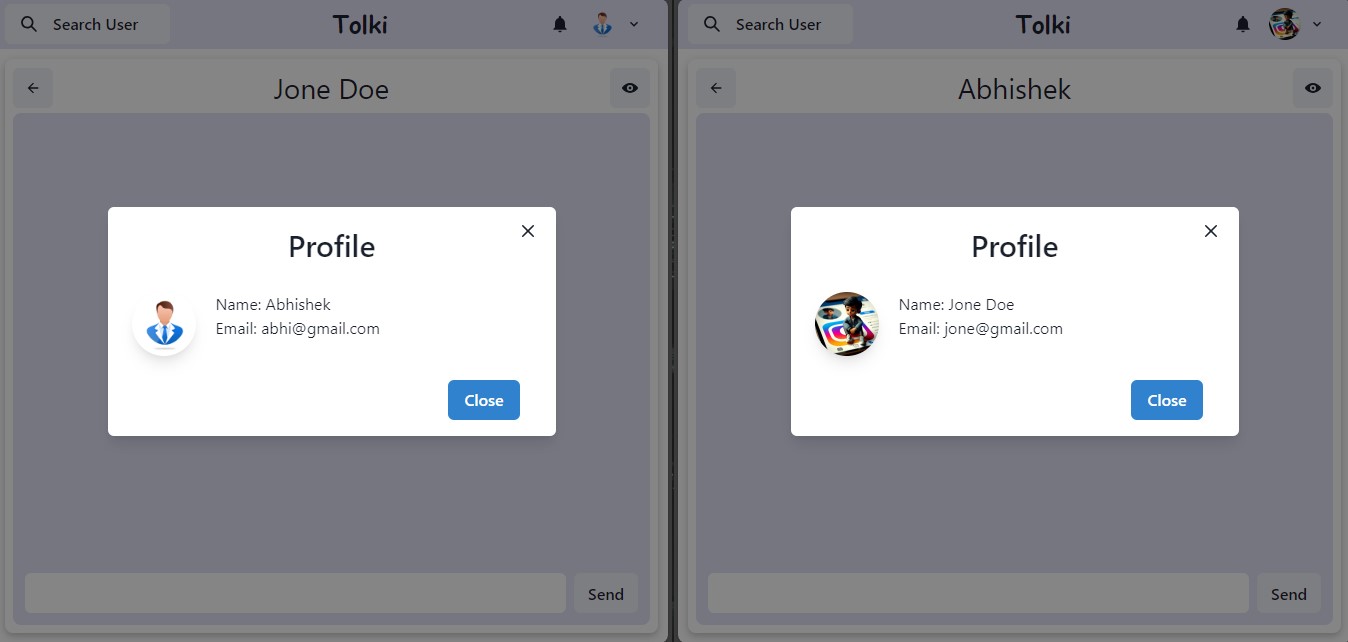 Search User
Tolki
Jone Doe
Profile
Name: Abhishek
Email: abhi@gmail.com
Close
Send
Search User
Tolki
Abhishek
Profile
Name: Jone Doe
Email: jone@gmail.com
Close
Send